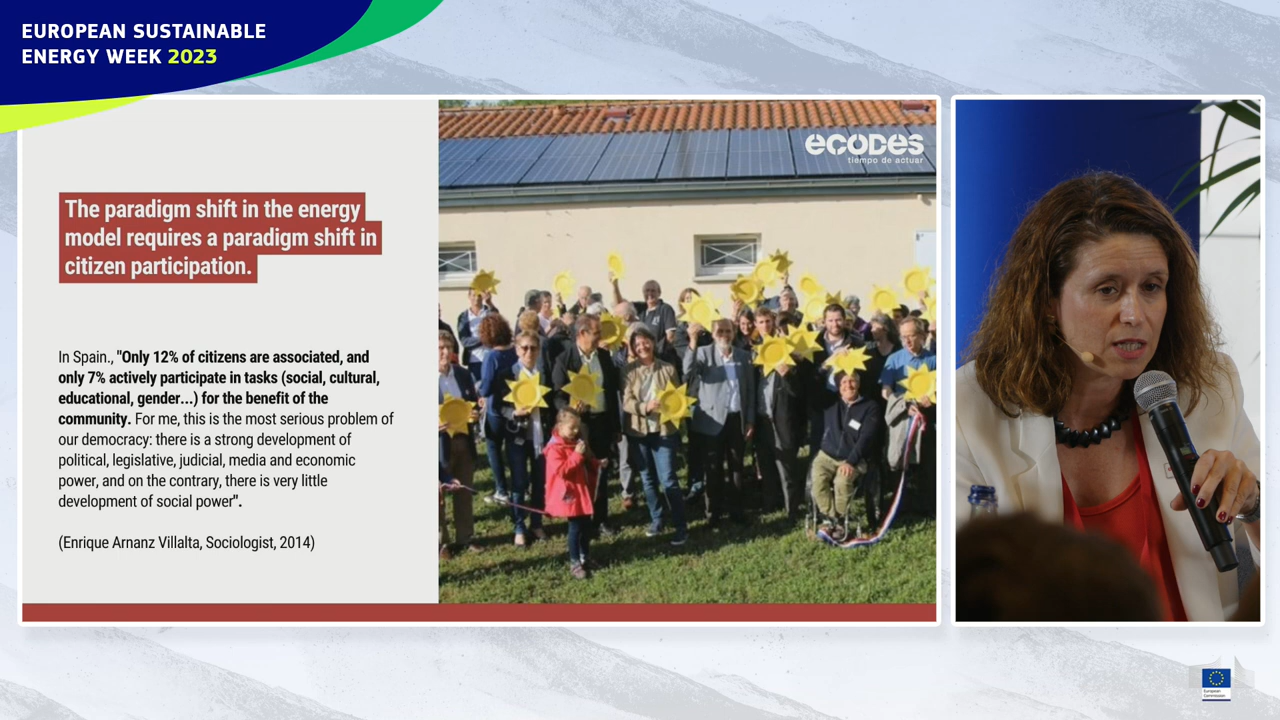 EUROPEAN SUSTAINABLE
ENERGY WEEK 2023
The paradigm shift in the energy
model requires a paradigm shift in
citizen participation.
In Spain., "Only 12% of citizens are associated, and
only 7% actively participate in tasks (social, cultural,
educational, gender...) for the benefit of the
community. For me, this is the most serious problem of
our democracy: there is a strong development of
political, legislative, judicial, media and economic
power, and on the contrary, there is very little
development of social power".
(Enrique Arnanz Villalta, Sociologist, 2014)
ecodes
tiempo de actuar
European
Commission